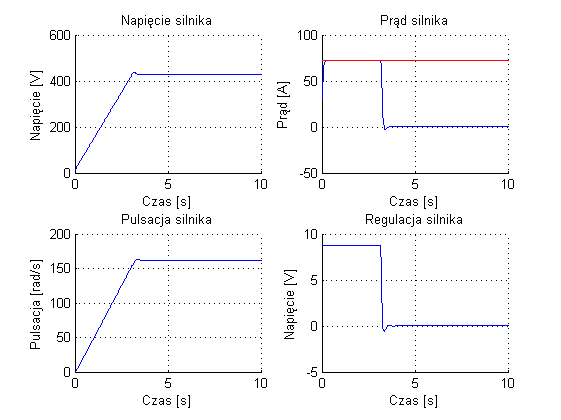 Napięcie silnika
Napięcie [V]
600
400
200
0
0 5 10
Czas [s]
Prąd silnika
Prąd [A]
100
50
0
-50
0 5 10
Czas [s]
Pulsacja silnika
Pulsacja [rad/s]
200
150
100
50
0
0 5 10
Czas [s]
Regulacja silnika
Napięcie [V]
10
5
0
-5
0 5 10
Czas [s]